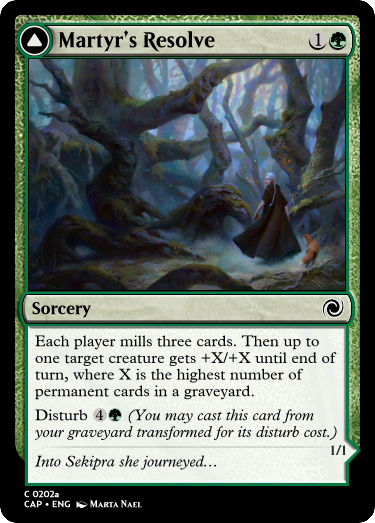 Martyr's Resolve 1
Sorcery
Each player mills three cards. Then up to
one target creature gets +X/+X until end of
turn, where X is the highest number of
permanent cards in a graveyard.
Disturb 4 (You may cast this card from
your graveyard transformed for its disturb cost.)
1/1
Into Sekipra she journeyed…
C 0202a
CAP • ENG Marta Nael